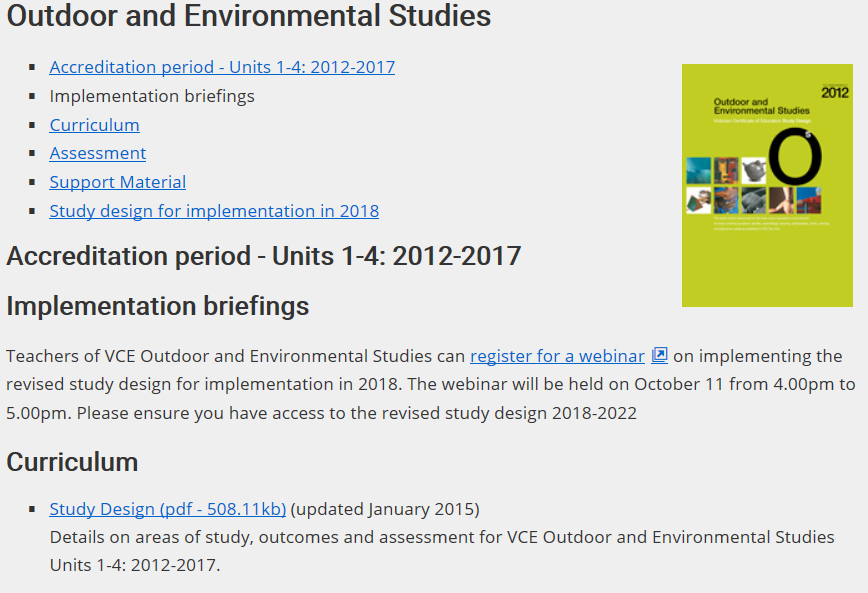 Outdoor and Environmental Studies
Accreditation period - Units 1-4: 2012-2017
Implementation briefings
Curriculum
Assessment
Support Material
Study design for implementation in 2018
2012
Outdoor and
Environmental Studies
Victorian Certificate of Education Study Design
Os
Accreditation period - Units 1-4: 2012-2017
Implementation briefings
Teachers of VCE Outdoor and Environmental Studies can register for a webinar on implementing the
revised study design for implementation in 2018. The webinar will be held on October 11 from 4.00pm to
5.00pm. Please ensure you have access to the revised study design 2018-2022
Curriculum
Study Design (pdf - 508.11kb) (updated January 2015)
Details on areas of study, outcomes and assessment for VCE Outdoor and Environmental Studies
Units 1-4: 2012-2017.